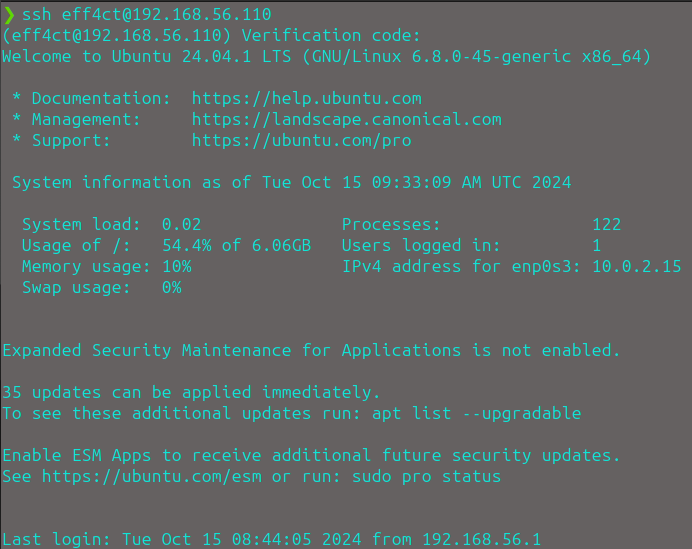 ❯ ssh eff4ct@192.168.56.110
(eff4ct@192.168.56.110) Verification code:
Welcome to Ubuntu 24.04.1 LTS (GNU/Linux 6.8.0-45-generic x86_64)
* Documentation:  https://help.ubuntu.com
* Management:     https://landscape.canonical.com
* Support:        https://ubuntu.com/pro
System information as of Tue Oct 15 09:33:09 AM UTC 2024
System load:  0.02               Processes:               122
Usage of /:   54.4% of 6.06GB   Users logged in:         1
Memory usage: 10%               IPv4 address for enp0s3: 10.0.2.15
Swap usage:   0%
Expanded Security Maintenance for Applications is not enabled.
35 updates can be applied immediately.
To see these additional updates run: apt list --upgradable
Enable ESM Apps to receive additional future security updates.
See https://ubuntu.com/esm or run: sudo pro status
Last login: Tue Oct 15 08:44:05 2024 from 192.168.56.1